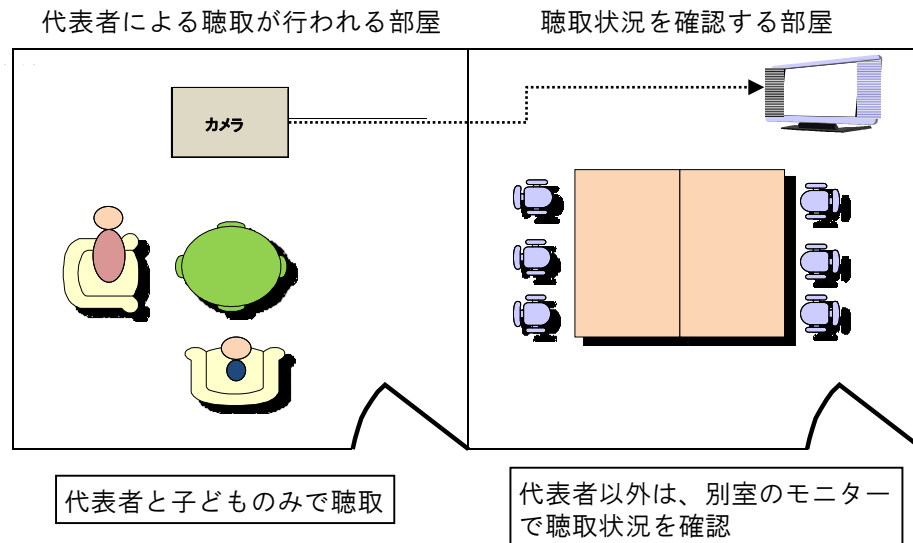 代表者による聴取が行われる部屋
聴取状況を確認する部屋
カメラ
代表者と子どものみで聴取
代表者以外は、別室のモニター
で聴取状況を確認